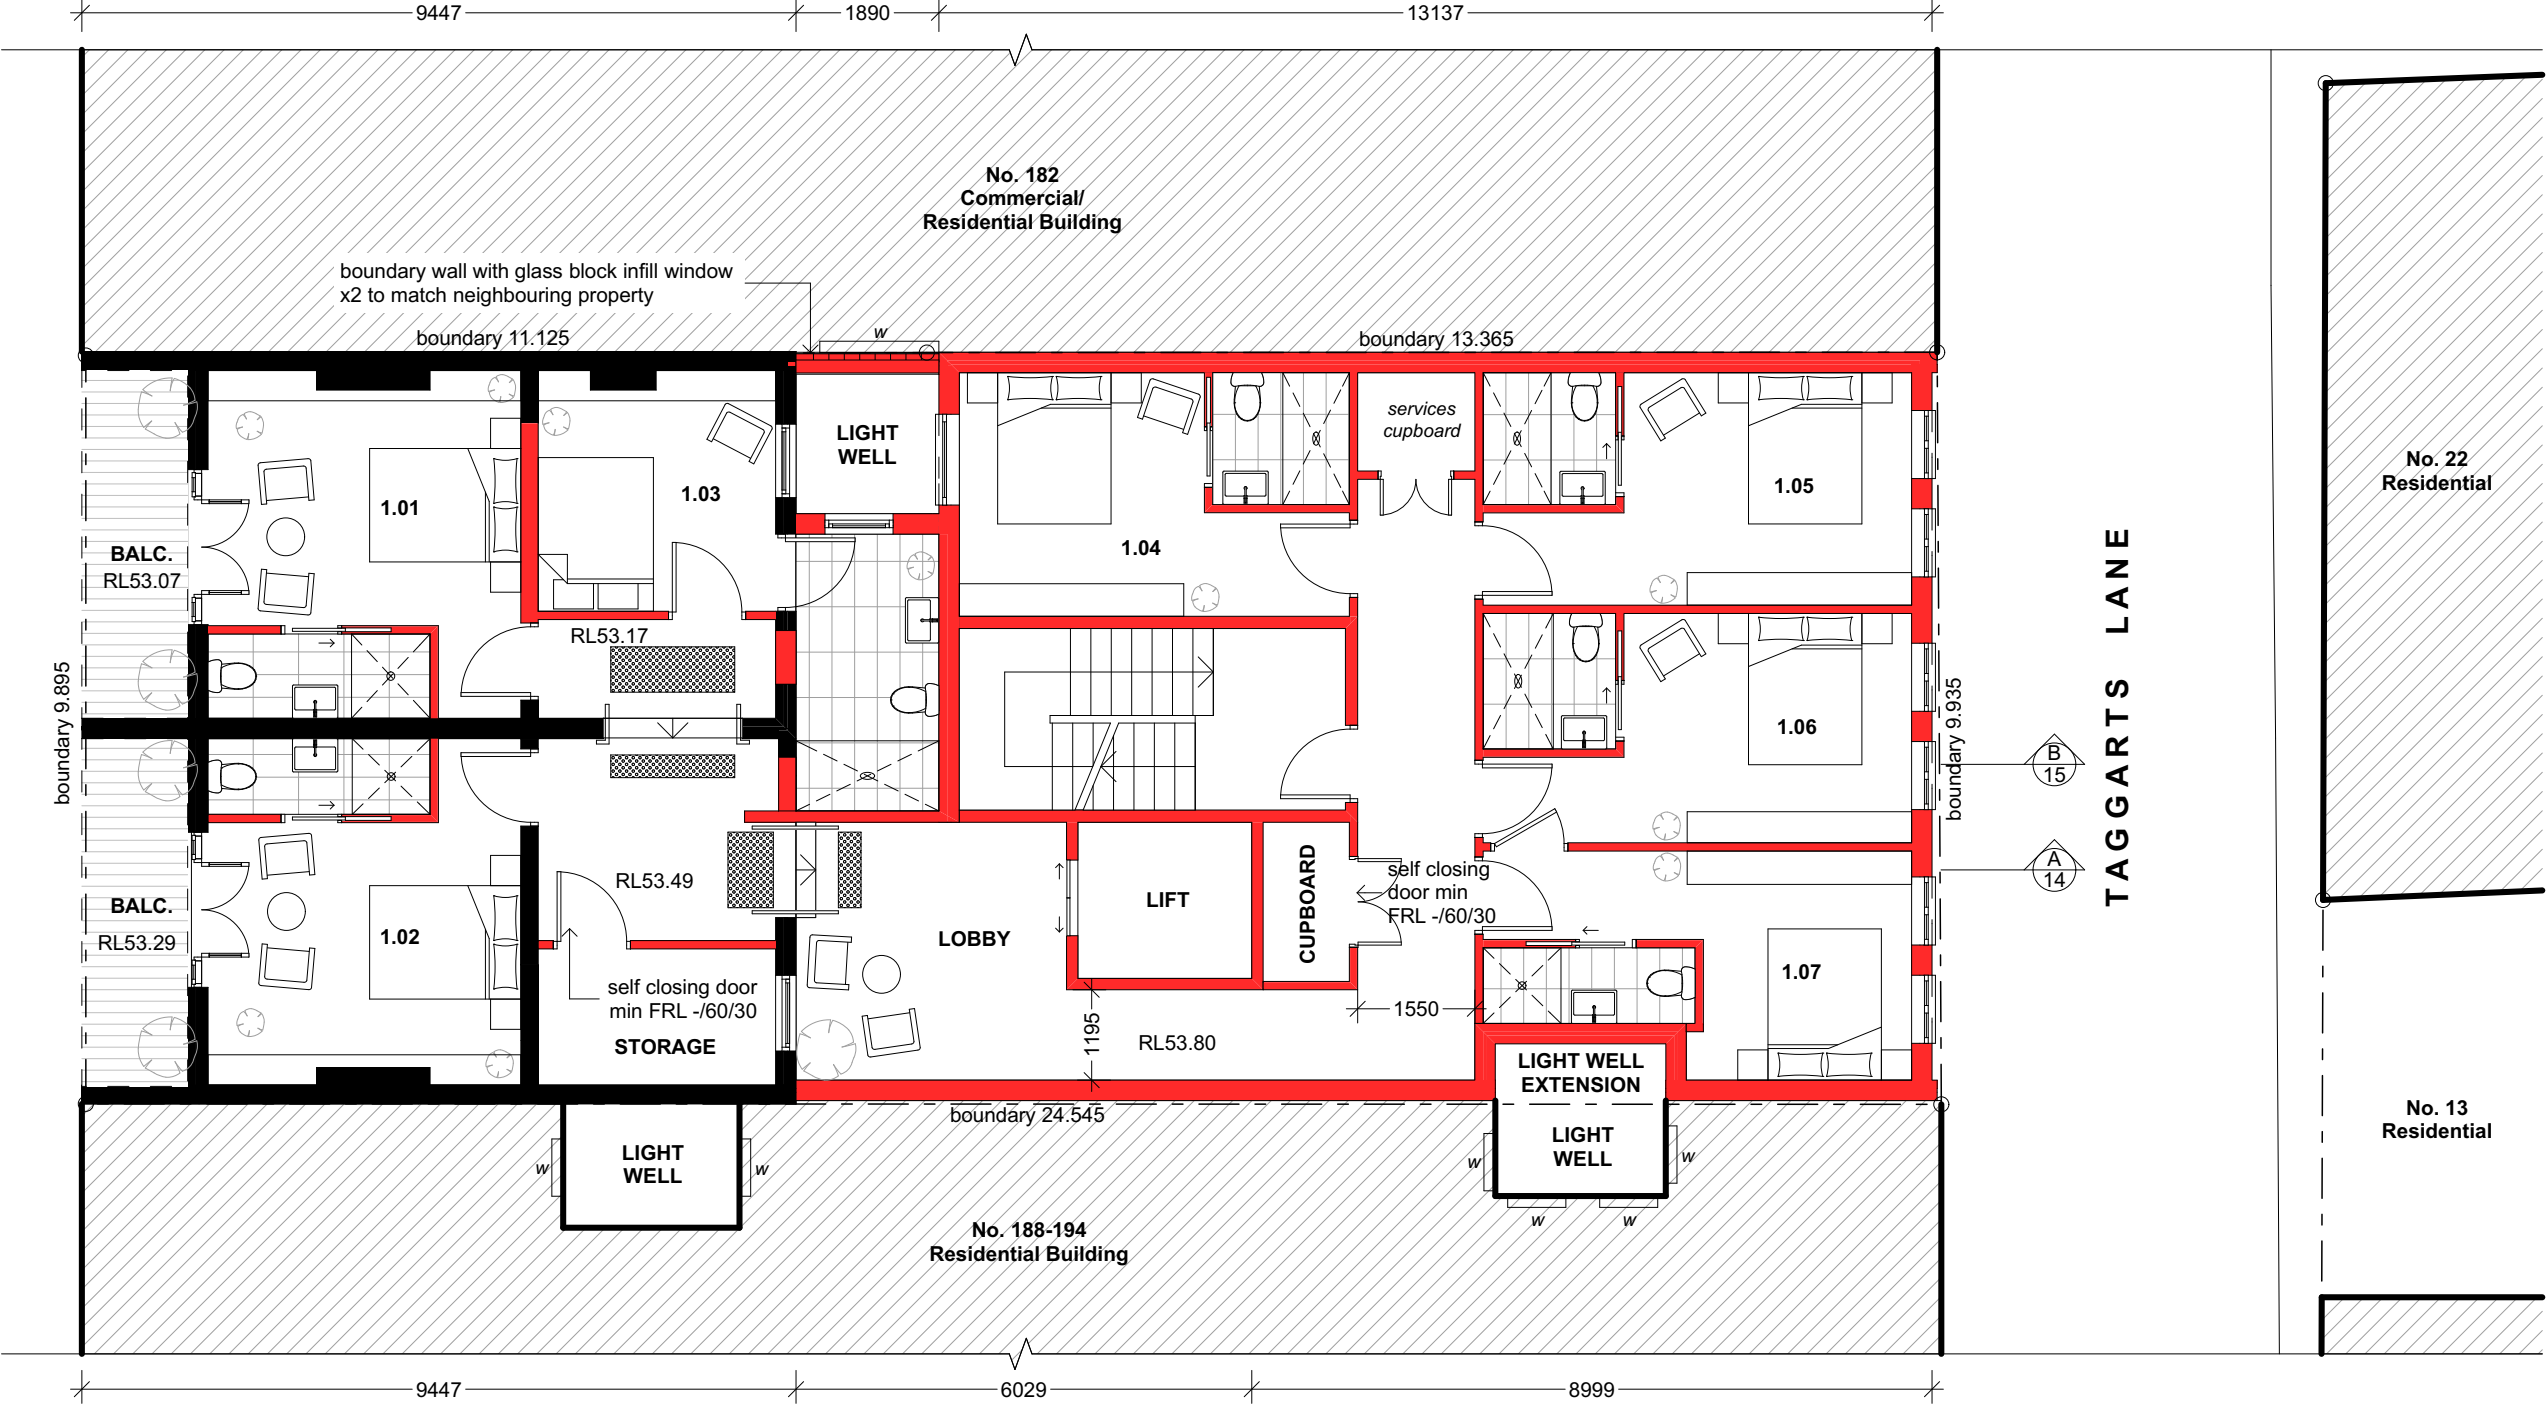 9447
1890
13137
No. 182
Commercial/
Residential Building
boundary wall with glass block infill window
x2 to match neighbouring property
boundary 11.125
w
boundary 13.365
LIGHT
WELL
services
cupboard
1.01
1.03
1.04
1.05
No. 22
Residential
BALC.
RL53.07
RL53.17
boundary 9.895
1.06
boundary 9.935
B
15
A
14
TAGGARTS LANE
BALC.
RL53.29
1.02
RL53.49
LOBBY
LIFT
CUPBOARD
self closing
door min
FRL -/60/30
1.07
self closing door
min FRL -/60/30
STORAGE
1195
1550
RL53.80
LIGHT WELL
EXTENSION
boundary 24.545
LIGHT
WELL
w
w
LIGHT
WELL
w
w
w
w
No. 188-194
Residential Building
No. 13
Residential
9447
6029
8999